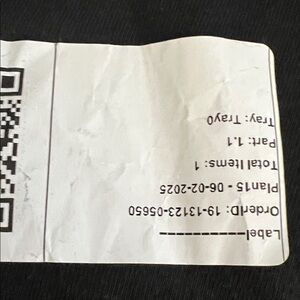 Label------------
OrderID: 19-13123-05650
Plan15 - 06-02-2025
Total Items: 1
Part: 1.1
Tray: Tray0